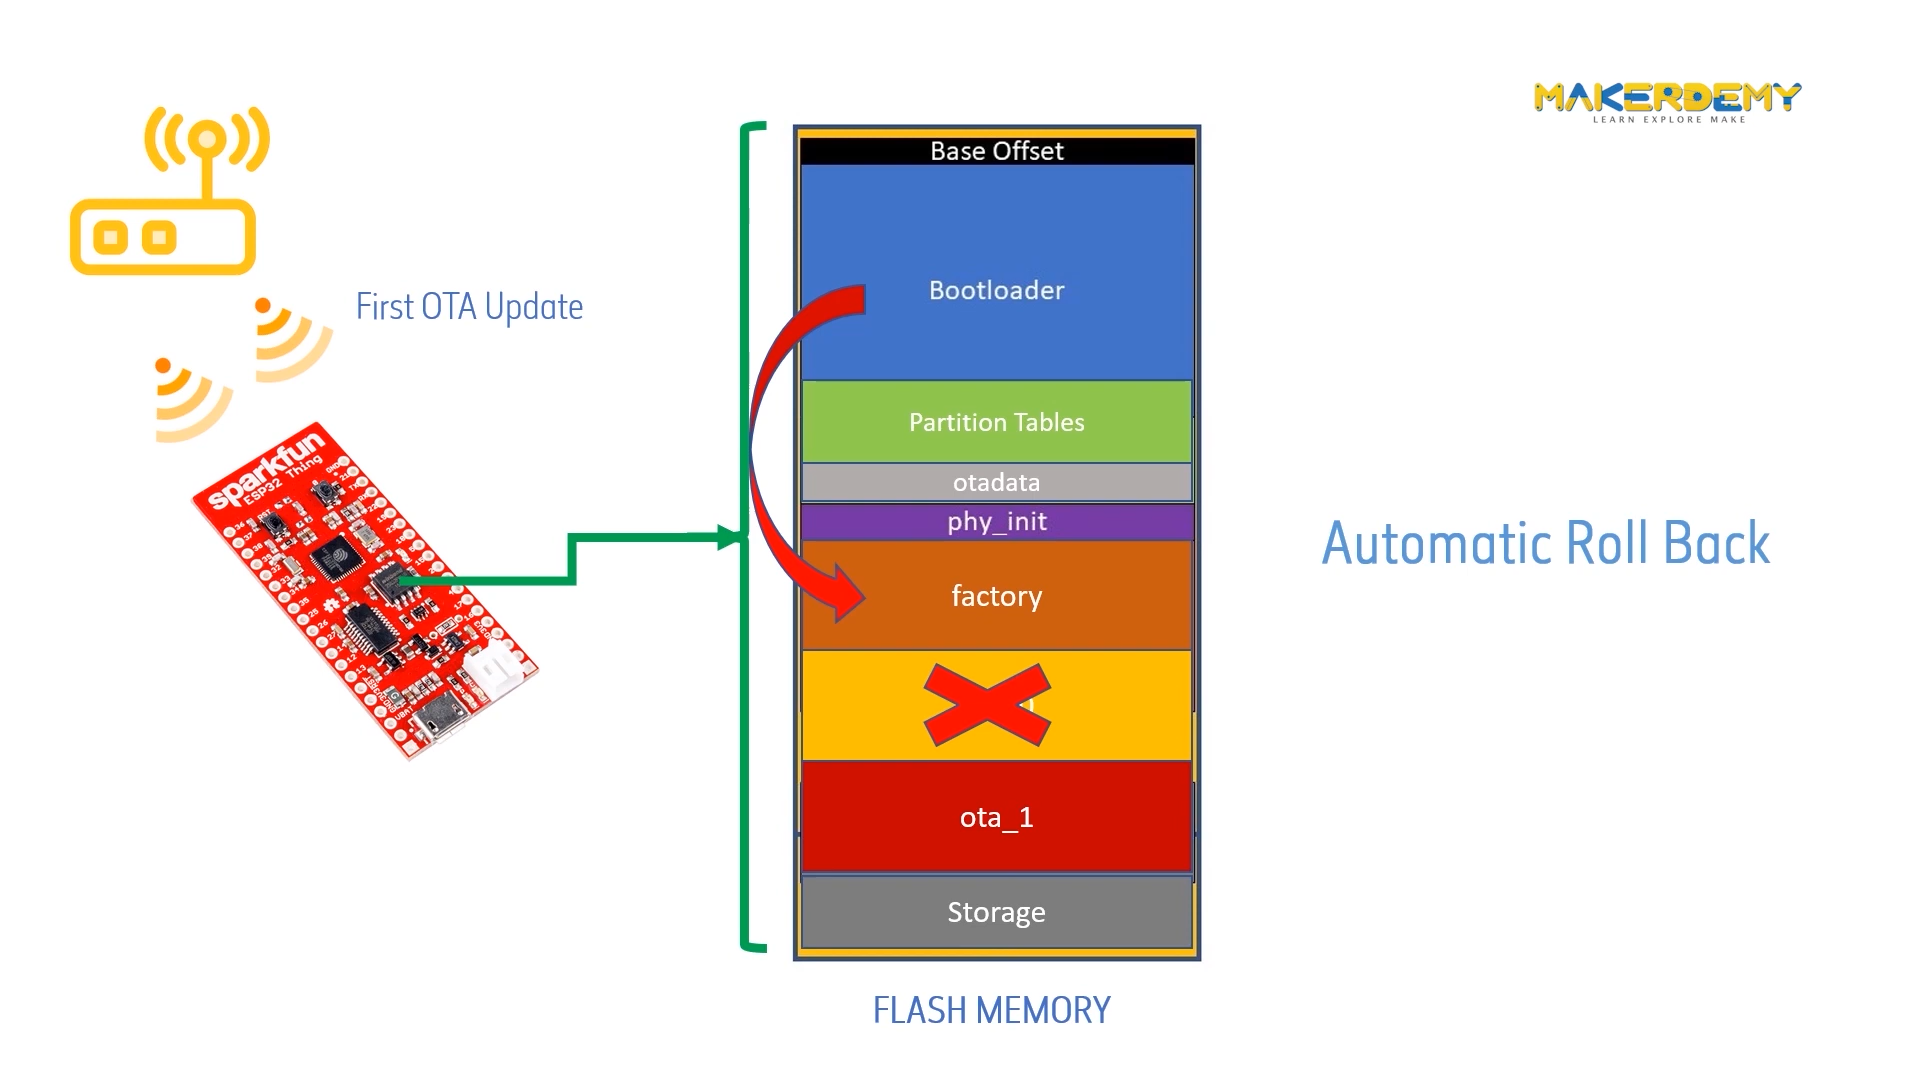 MAKERDEMY
LEARN EXPLORE MAKE
First OTA Update
sparkfun
ESP32 Thing
Base Offset
Bootloader
Partition Tables
otadata
phy_init
factory
ota_1
Storage
Automatic Roll Back
FLASH MEMORY